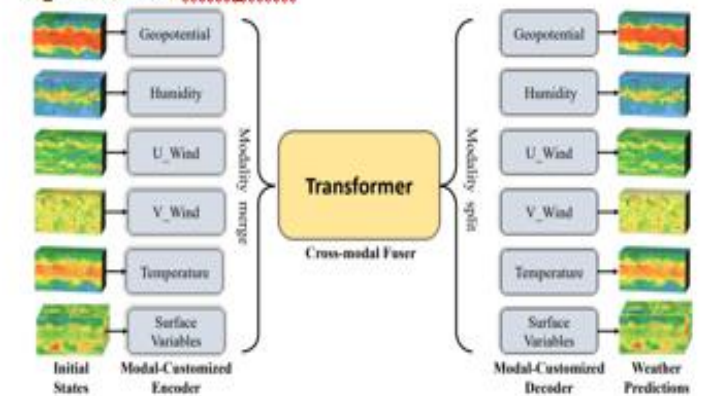 Geopotential
Humidity
U_Wind
V_Wind
Temperature
Surface
Variables
Initial
States
Modal-Customized
Encoder
Modality merge
Transformer
Cross-modal Fuser
Modality split
Geopotential
Humidity
U_Wind
V_Wind
Temperature
Surface
Variables
Modal-Customized
Decoder
Weather
Predictions